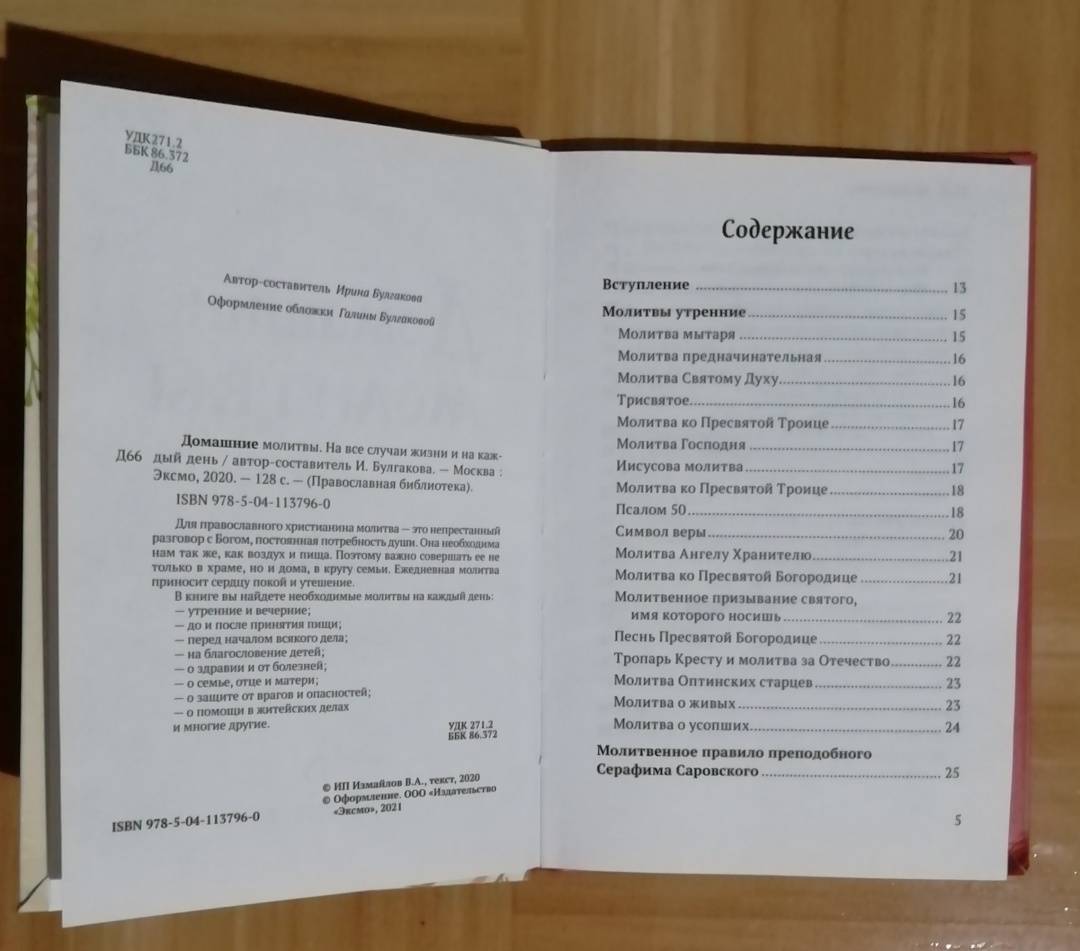 УДК 271.2
ББК 86.372
Д66
Автор-составитель Ирина Булгакова
Оформление обложки Галины Булгаковой
Домашние молитвы. На все случаи жизни и на каж-
Д66 дый день / автор-составитель И. Булгакова. — Москва :
Эксмо, 2020. — 128 с. — (Православная библиотека).
ISBN 978-5-04-113796-0
Для православного христианина молитва — это непрестанный
разговор с Богом, постоянная потребность души. Она необходима
нам так же, как воздух и пища. Поэтому важно совершать ее не
только в храме, но и дома, в кругу семьи. Ежедневная молитва
приносит сердцу покой и утешение.
В книге вы найдете необходимые молитвы на каждый день:
— утренние и вечерние;
— до и после принятия пищи;
— перед началом всякого дела;
— на благословение детей;
— о здравии и от болезней;
— о семье, отце и матери;
— о защите от врагов и опасностей;
— о помощи в житейских делах
и многие другие.
УДК 271.2
ББК 86.372
© ИП Измайлов В.А., текст, 2020
© Оформление. ООО «Издательство
«Эксмо», 2021
ISBN 978-5-04-113796-0
Содержание
Вступление ........ 13
Молитвы утренние ........ 15
Молитва мытаря ........ 15
Молитва предначинательная ........ 16
Молитва Святому Духу ........ 16
Трисвятое ........ 16
Молитва ко Пресвятой Троице ........ 17
Молитва Господня ........ 17
Иисусова молитва ........ 17
Молитва ко Пресвятой Троице ........ 18
Псалом 50 ........ 18
Символ веры ........ 20
Молитва Ангелу Хранителю ........ 21
Молитва ко Пресвятой Богородице ........ 21
Молитвенное призывание святого,
имя которого носишь ........ 22
Песнь Пресвятой Богородице ........ 22
Тропарь Кресту и молитва за Отечество ........ 22
Молитва Оптинских старцев ........ 23
Молитва о живых ........ 23
Молитва о усопших ........ 24
Молитвенное правило преподобного
Серафима Саровского ........ 25
5